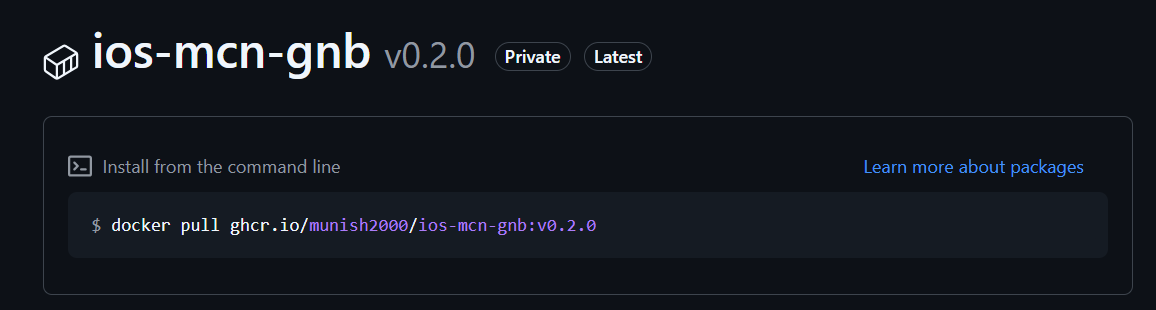 ios-mcn-gnb v0.2.0 Private Latest
Install from the command line Learn more about packages
$ docker pull ghcr.io/munish2000/ios-mcn-gnb:v0.2.0